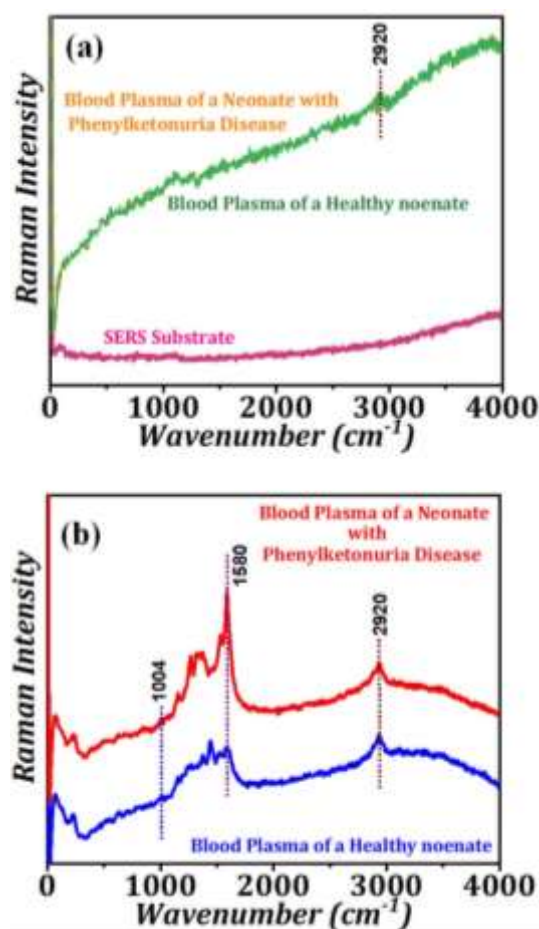 (a)
2920
Blood Plasma of a Neonate with
Phenylketonuria Disease
Blood Plasma of a Healthy noenate
SERS Substrate
Raman Intensity
0 1000 2000 3000 4000
Wavenumber (cm⁻¹)
(b)
Blood Plasma of a Neonate
with
Phenylketonuria Disease
1580
2920
1004
Blood Plasma of a Healthy noenate
Raman Intensity
0 1000 2000 3000 4000
Wavenumber (cm⁻¹)